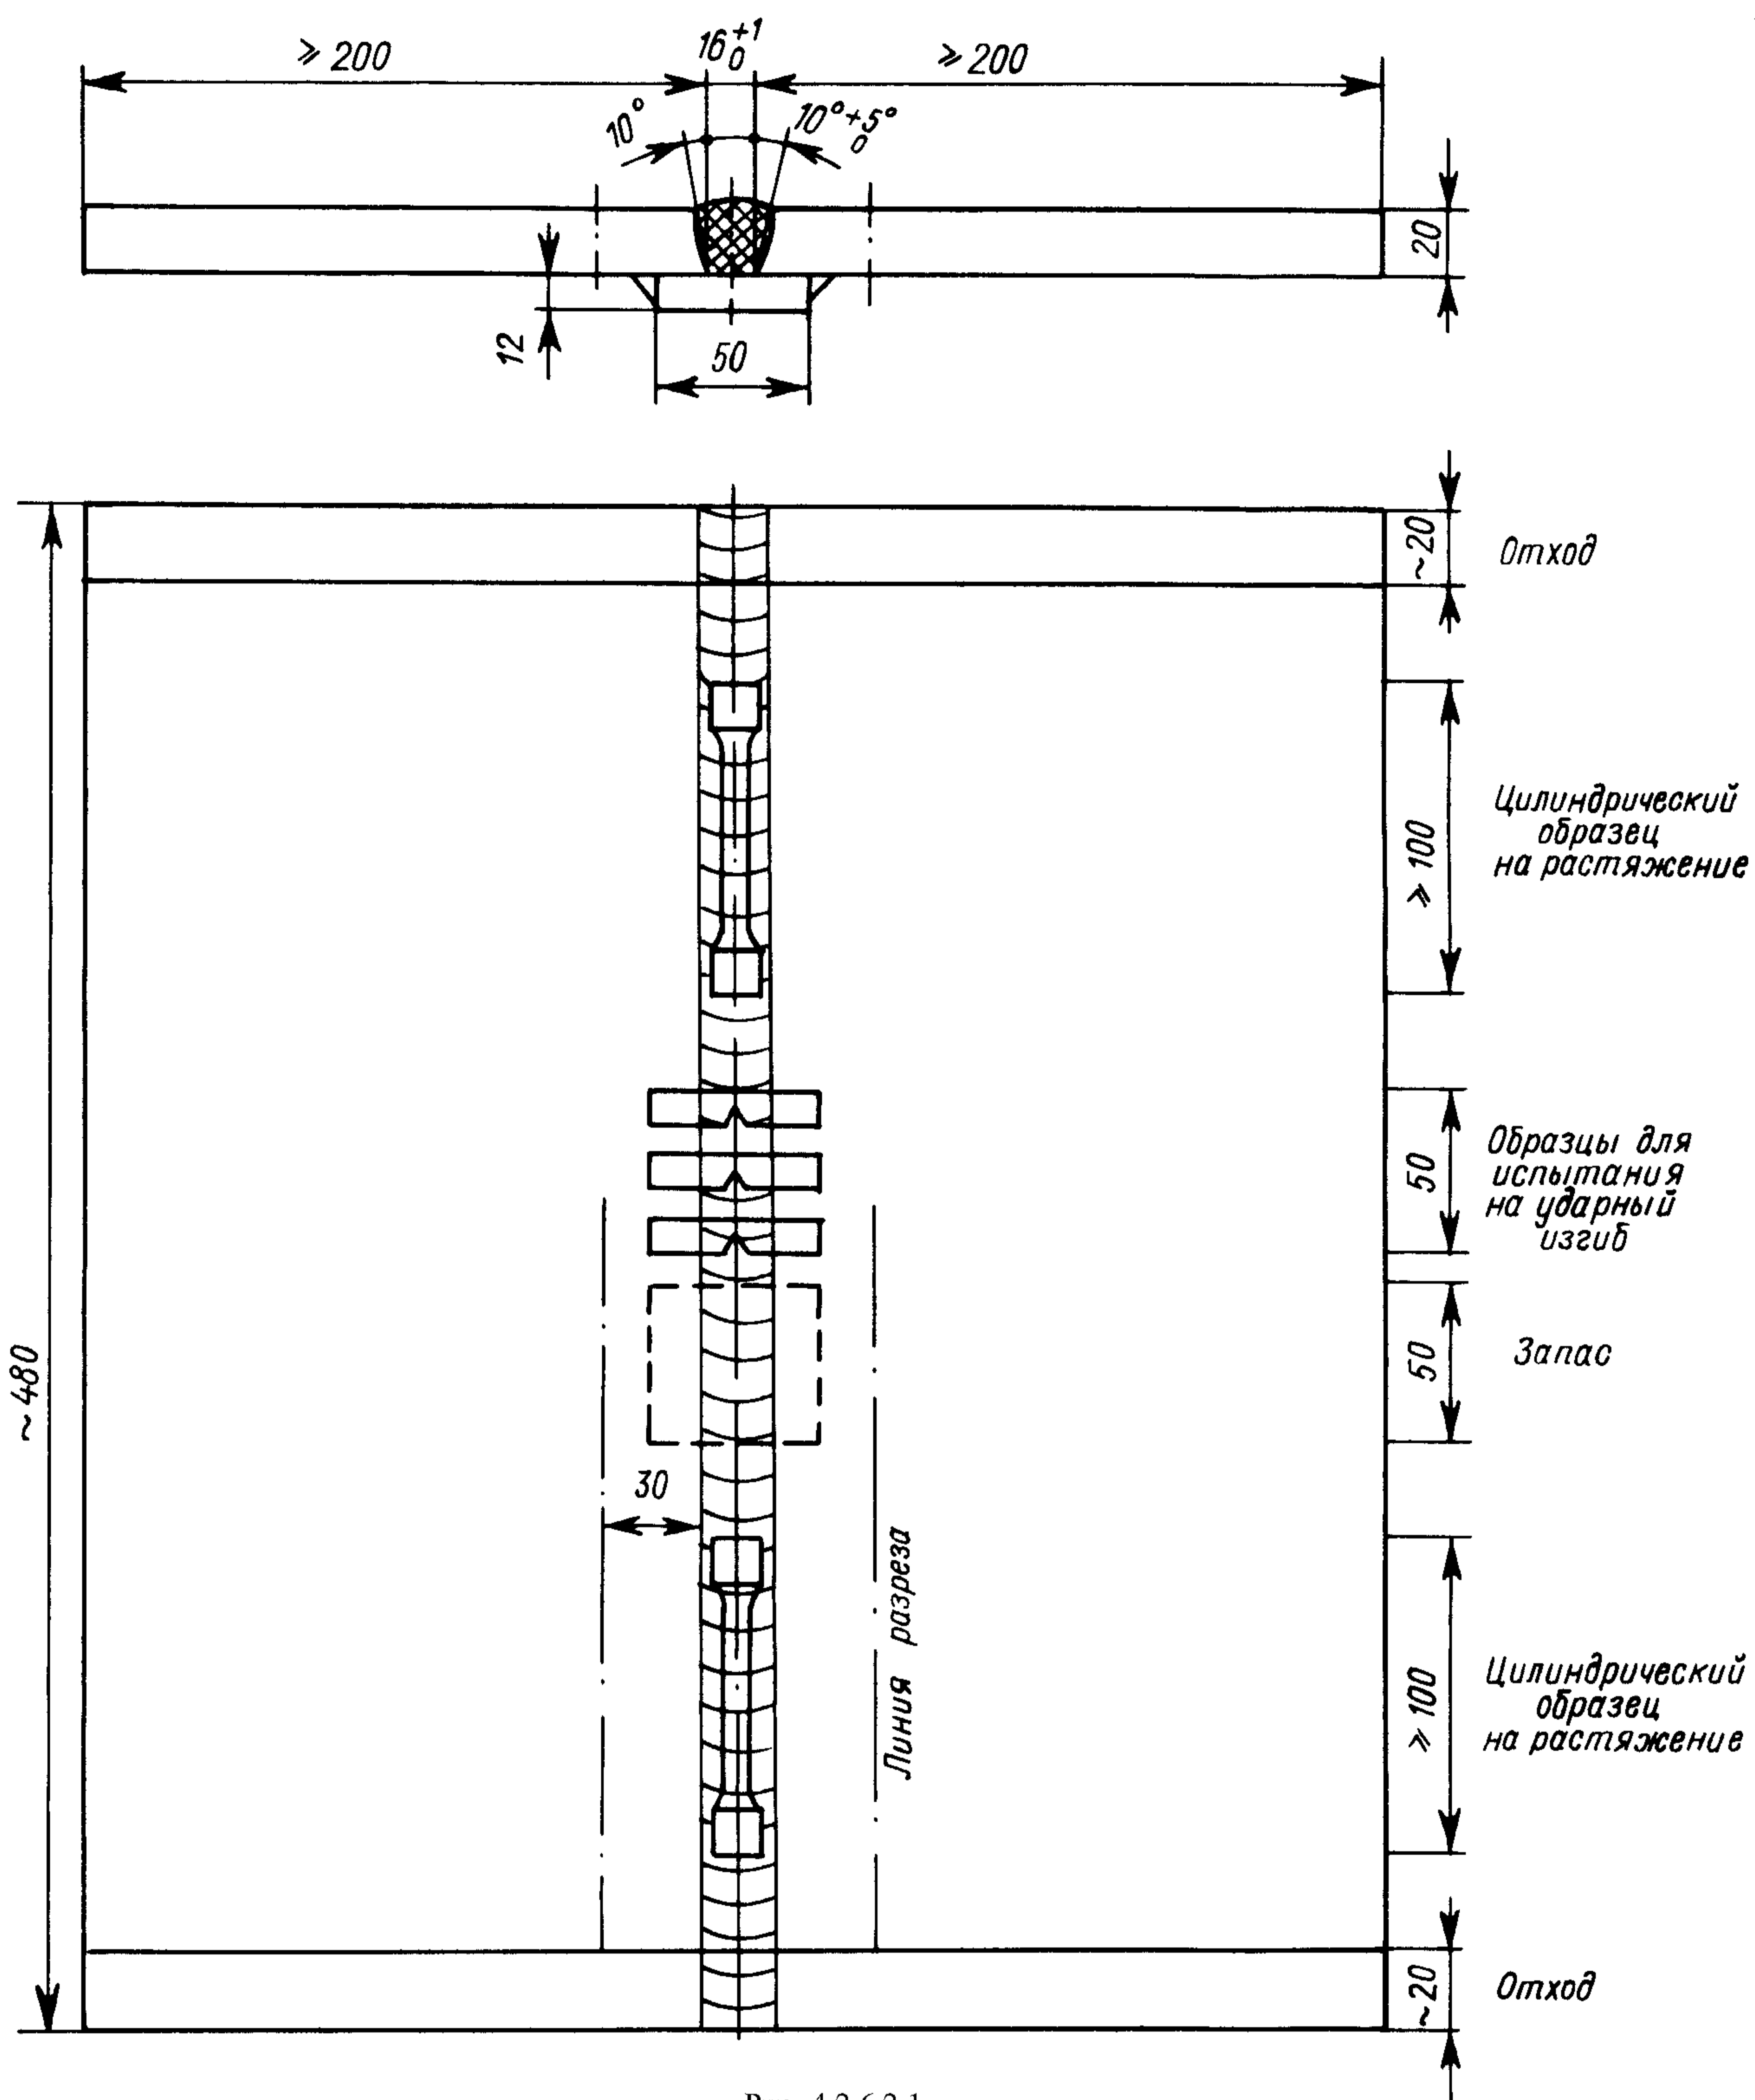 ⩾ 200
16 +1 0
⩾ 200
10°
10° +5° 0
20
12
50
~20
Отход
⩾ 100
Цилиндрический
образец
на растяжение
50
Образцы для
испытания
на ударный
изгиб
~480
50
Запас
30
Линия разреза
⩾ 100
Цилиндрический
образец
на растяжение
~20
Отход